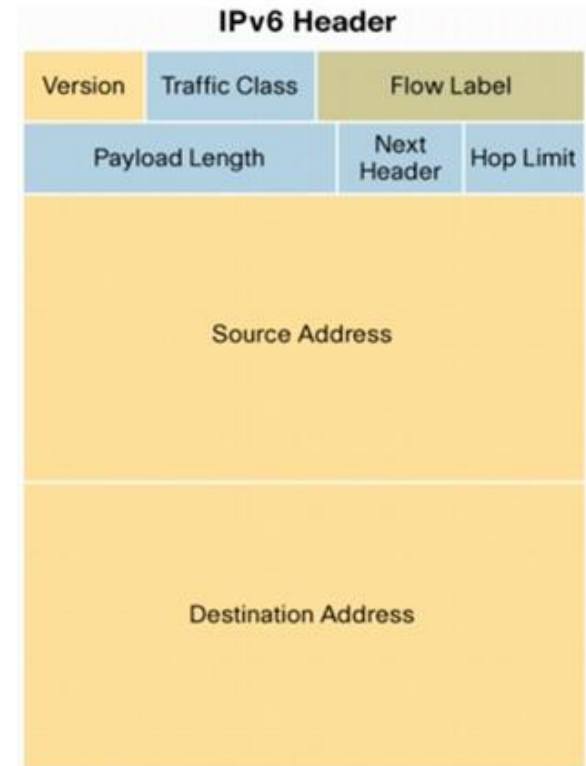 IPv6 Header
Version Traffic Class Flow Label
Payload Length Next Header Hop Limit
Source Address
Destination Address